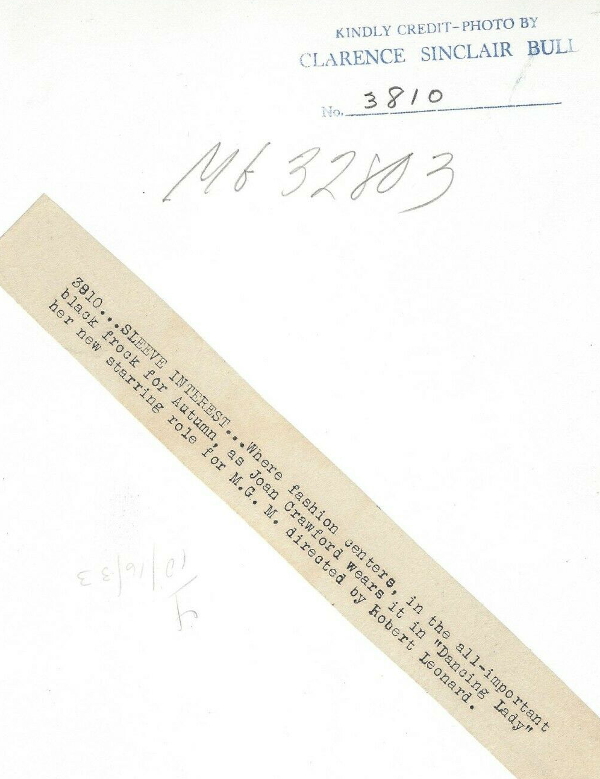 KINDLY CREDIT-PHOTO BY
CLARENCE SINCLAIR BULL
No. 3810
M6 32803
3810...SLEEVE INTEREST...Where fashion centers, in the all-important
black frock for Autumn, as Joan Crawford wears it in "Dancing Lady"
her new starring role for M.G. M. directed by Robert Leonard.
10/16/33